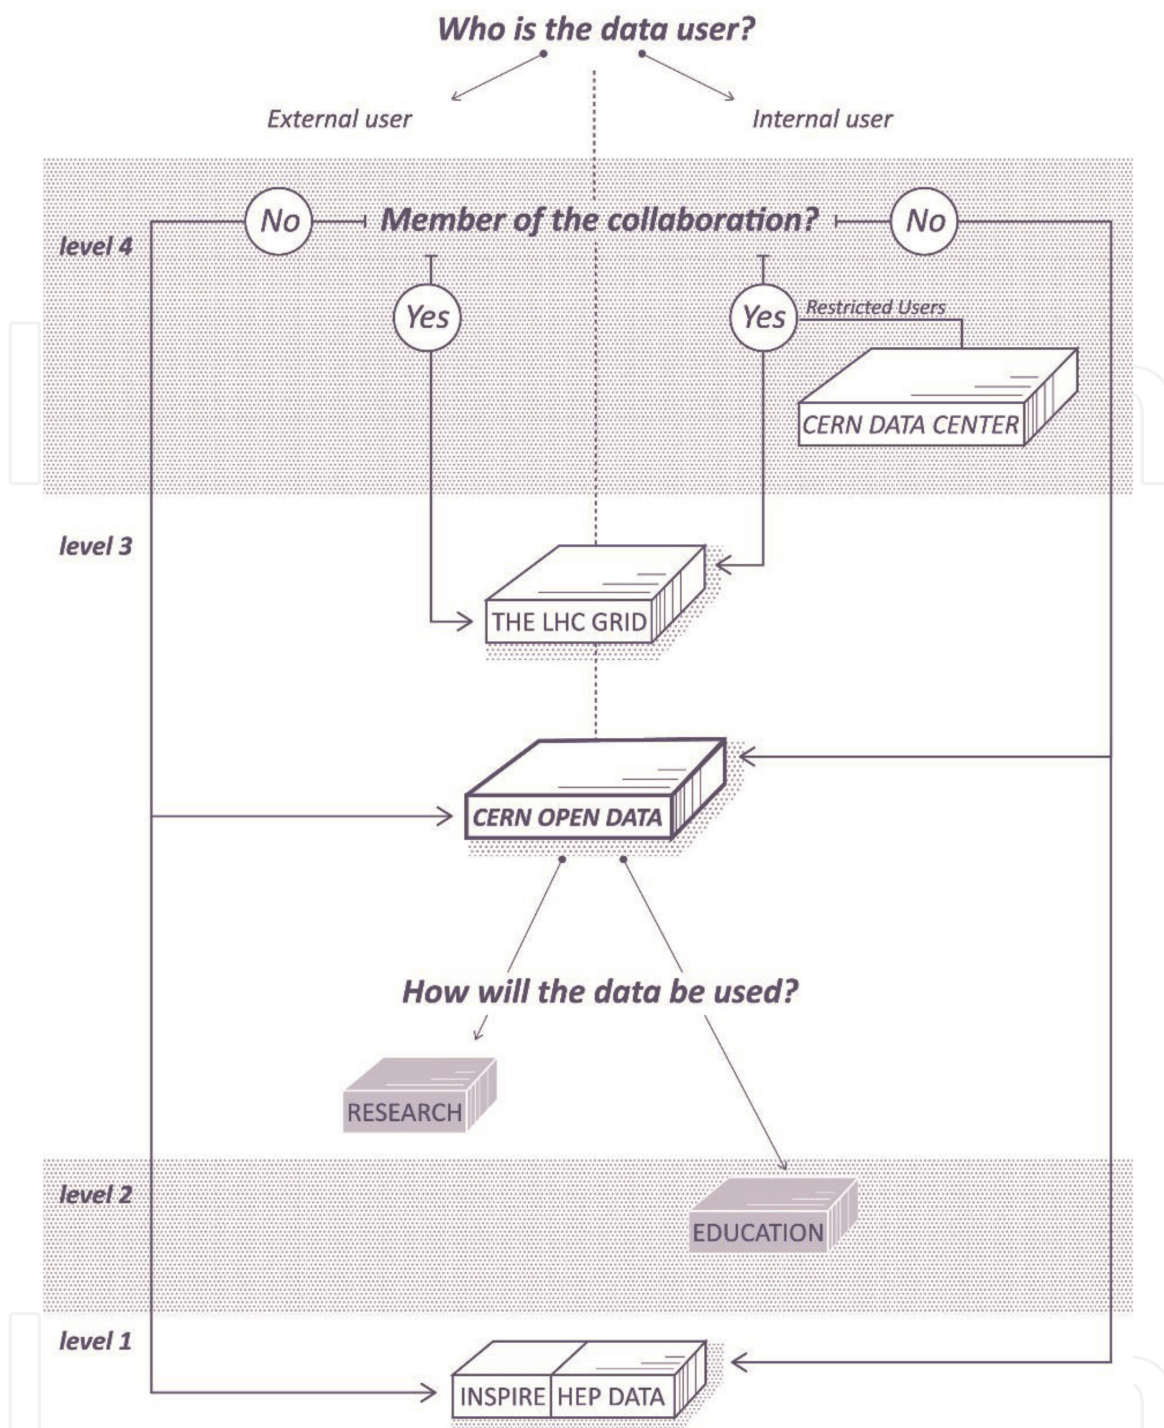 Who is the data user?
External user
Internal user
level 4
No
Member of the collaboration?
No
Yes
Yes
Restricted Users
CERN DATA CENTER
level 3
THE LHC GRID
CERN OPEN DATA
How will the data be used?
RESEARCH
level 2
EDUCATION
level 1
INSPIRE
HEP DATA